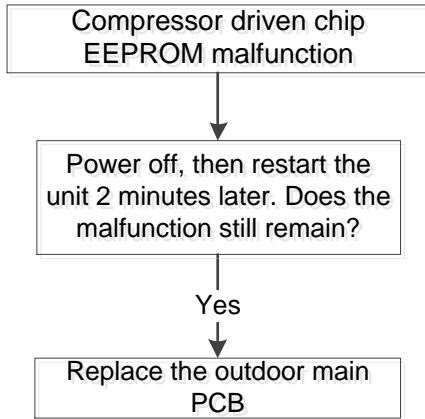 Compressor driven chip
EEPROM malfunction
Power off, then restart the
unit 2 minutes later. Does the
malfunction still remain?
Yes
Replace the outdoor main
PCB